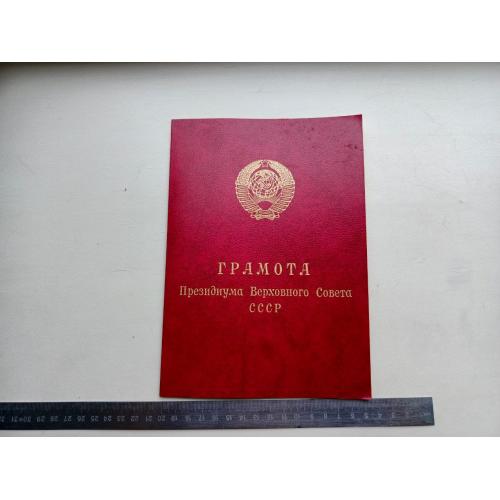 ГРАМОТА
Президиума Верховного Совета
СССР